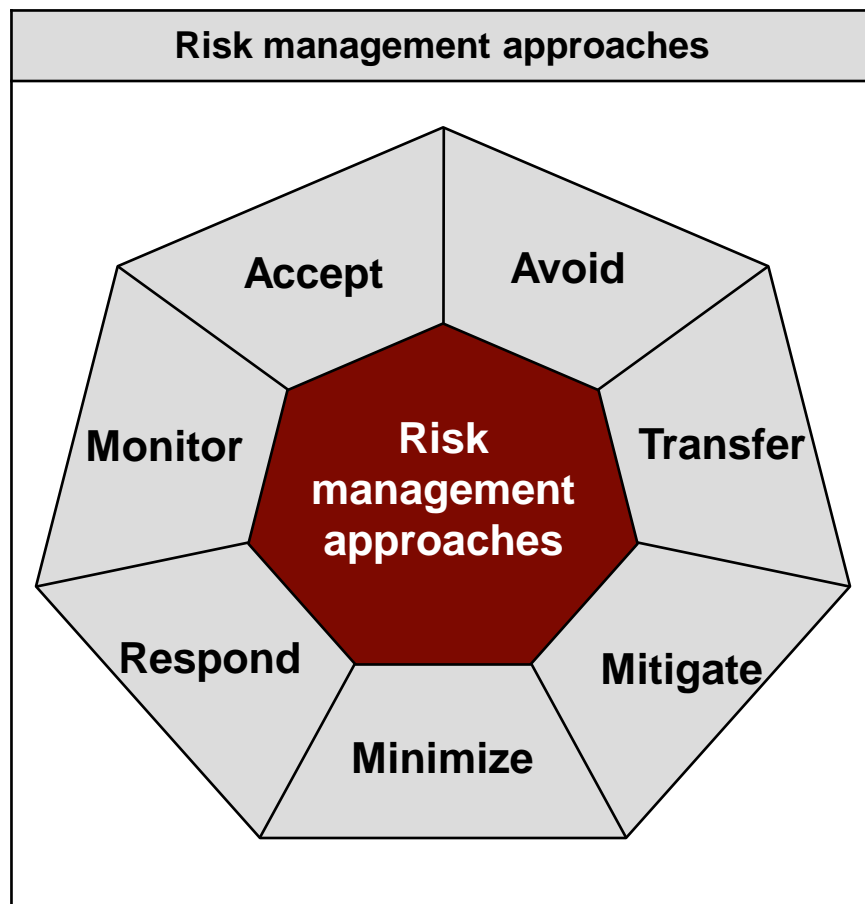 Risk management approaches
Accept
Avoid
Monitor
Risk
management
approaches
Transfer
Respond
Mitigate
Minimize